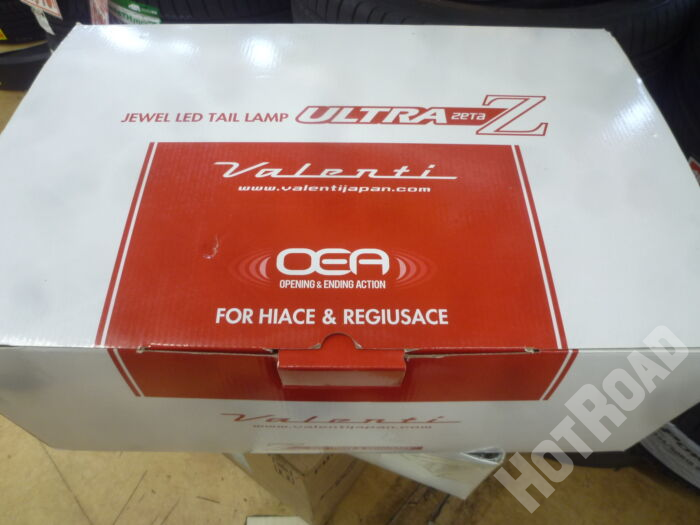 JEWEL LED TAIL LAMP ULTRA zeta Z
Valenti
www.valentijapan.com
OEA
OPENING & ENDING ACTION
FOR HIACE & REGIUSACE
Valenti
www.valentijapan.com
HOTROAD